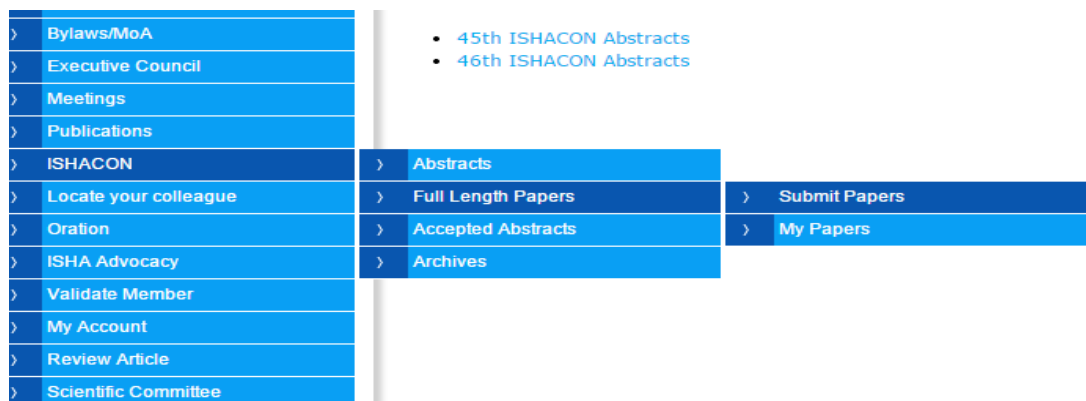 Bylaws/MoA
Executive Council
Meetings
Publications
ISHACON
Locate your colleague
Oration
ISHA Advocacy
Validate Member
My Account
Review Article
Scientific Committee
45th ISHACON Abstracts
46th ISHACON Abstracts
Abstracts
Full Length Papers
Accepted Abstracts
Archives
Submit Papers
My Papers